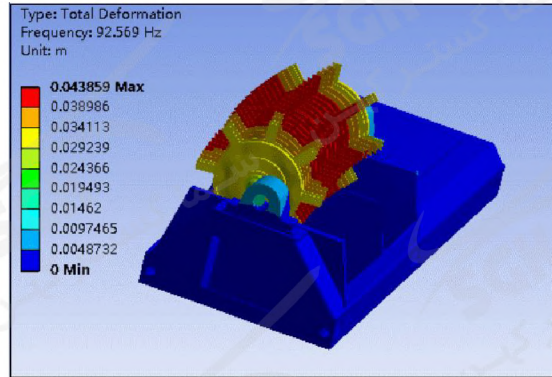 Type: Total Deformation
Frequency: 92.569 Hz
Unit: m
0.043859 Max
0.038986
0.034113
0.029239
0.024366
0.019493
0.01462
0.0097465
0.0048732
0 Min